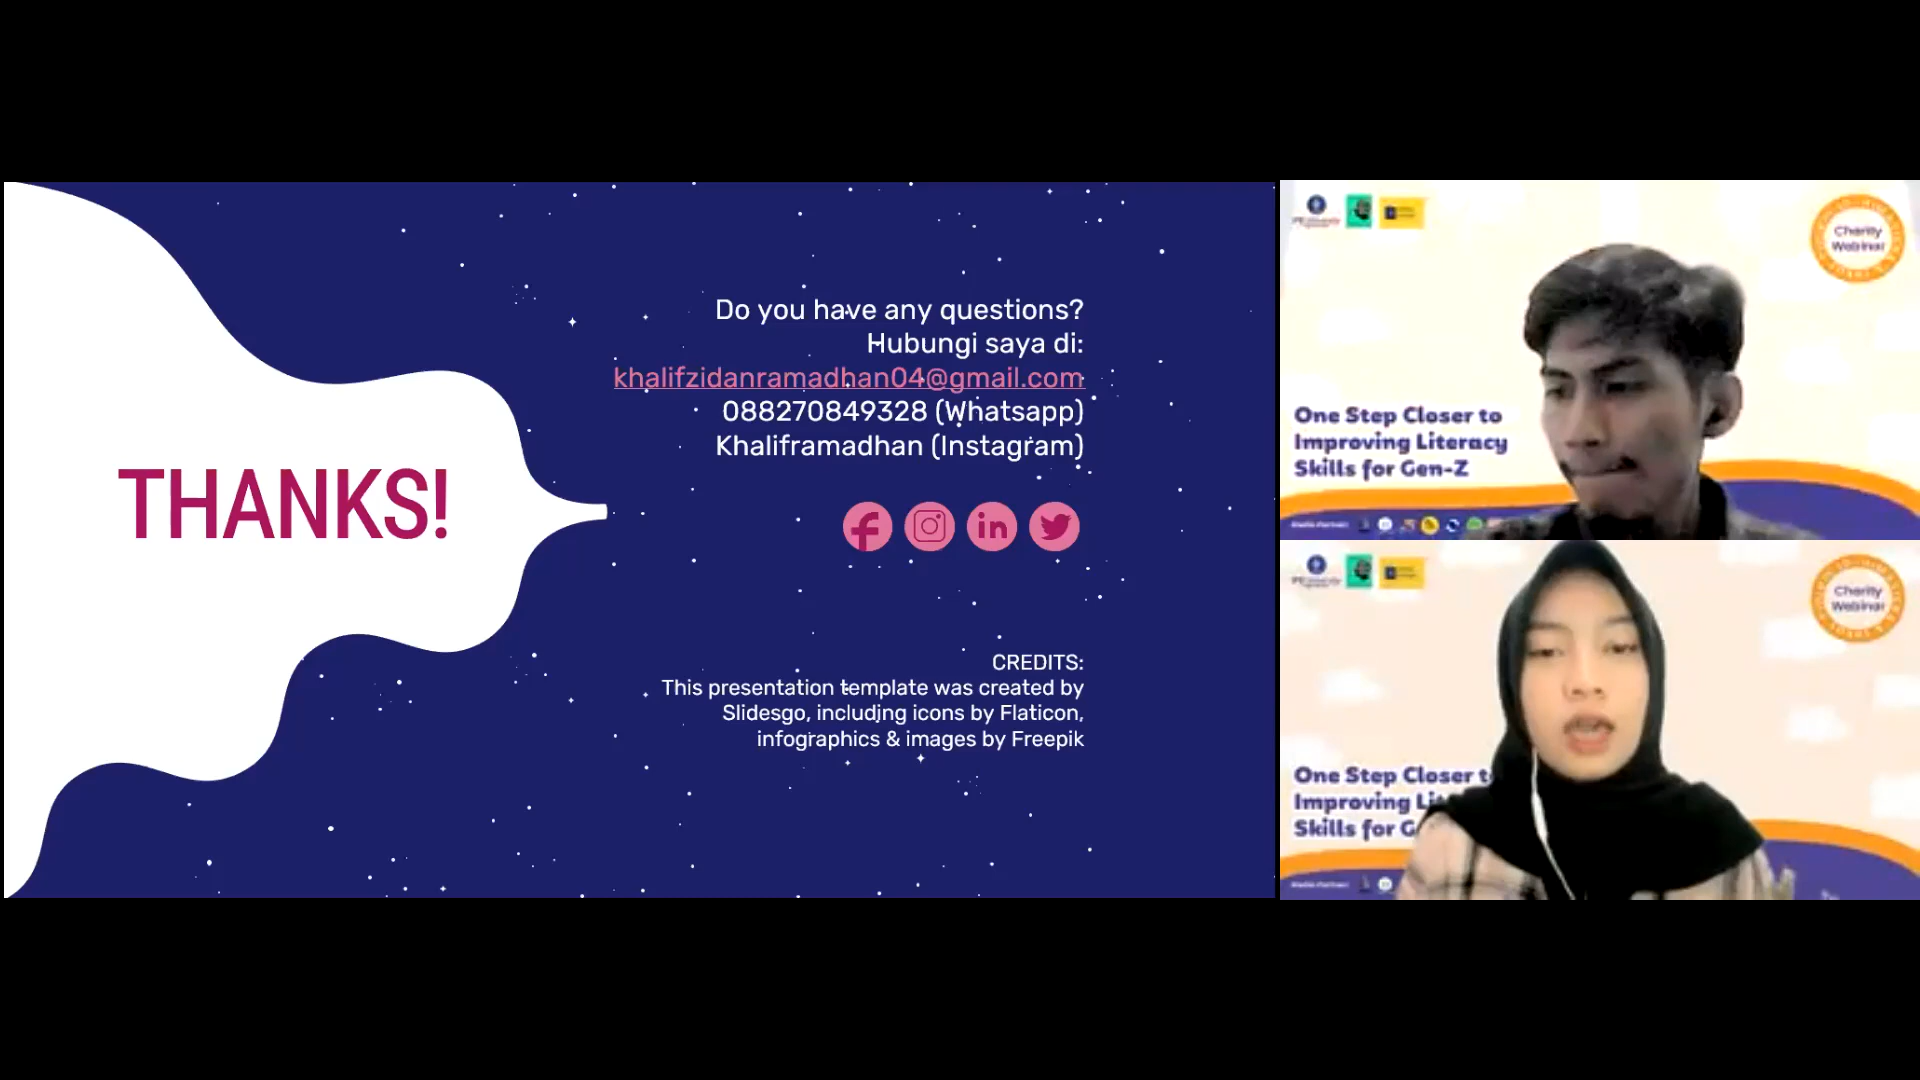 THANKS!
Do you have any questions?
Hubungi saya di:
khalifzidanramadhan04@gmail.com
088270849328 (Whatsapp)
Khaliframadhan (Instagram)
CREDITS:
This presentation template was created by
Slidesgo, including icons by Flaticon,
infographics & images by Freepik
Charity
Webinar
One Step Closer to
Improving Literacy
Skills for Gen-Z
Charity
Webinar
One Step Closer t
Improving Lit
Skills for G